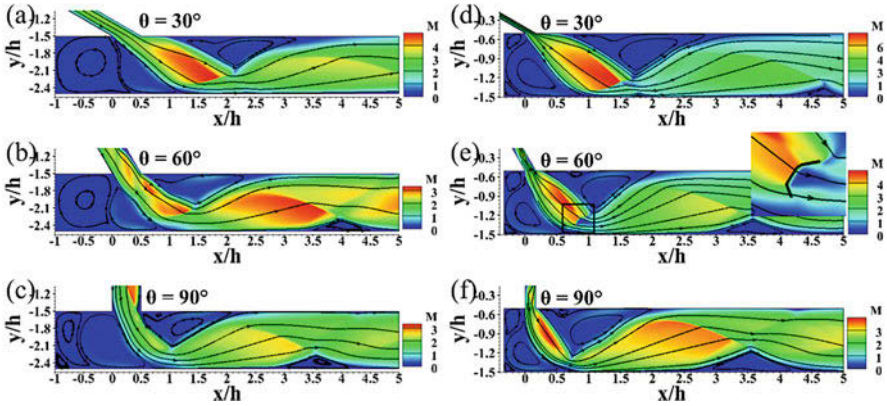 (a)
θ = 30°
y/h
-1.2
-1.5
-1.8
-2.1
-2.4
-1 -0.5 0 0.5 1 1.5 2 2.5 3 3.5 4 4.5 5
x/h
M
4
3
2
1
0
(d)
θ = 30°
y/h
-0.3
-0.6
-0.9
-1.2
-1.5
0 0.5 1 1.5 2 2.5 3 3.5 4 4.5 5
x/h
M
6
4
2
0
(b)
θ = 60°
y/h
-1.2
-1.5
-1.8
-2.1
-2.4
-1 -0.5 0 0.5 1 1.5 2 2.5 3 3.5 4 4.5 5
x/h
M
3
2
1
0
(e)
θ = 60°
y/h
-0.3
-0.6
-0.9
-1.2
-1.5
0 0.5 1 1.5 2 2.5 3 3.5 4 4.5 5
x/h
M
4
3
2
1
0
(c)
θ = 90°
y/h
-1.2
-1.5
-1.8
-2.1
-2.4
-1 -0.5 0 0.5 1 1.5 2 2.5 3 3.5 4 4.5 5
x/h
M
3
2
1
0
(f)
θ = 90°
y/h
-0.3
-0.6
-0.9
-1.2
-1.5
0 0.5 1 1.5 2 2.5 3 3.5 4 4.5 5
x/h
M
3
2
1
0